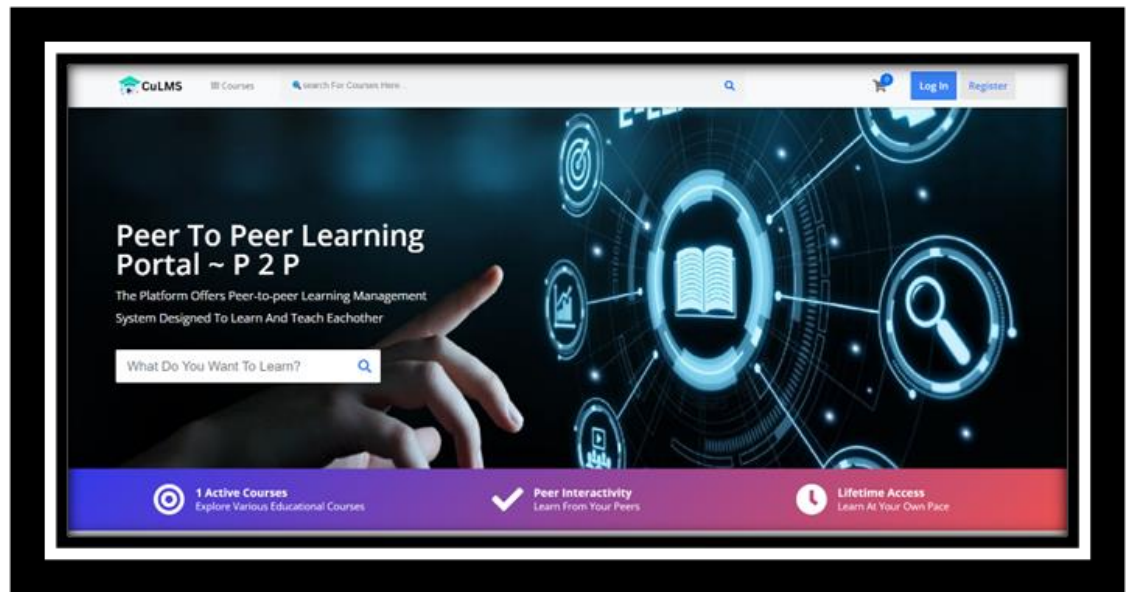 CuLMS
Courses
search For Courses Here..
0
Log In
Register
Peer To Peer Learning
Portal ~ P 2 P
The Platform Offers Peer-to-peer Learning Management
System Designed To Learn And Teach Eachother
What Do You Want To Learn?
1 Active Courses
Explore Various Educational Courses
Peer Interactivity
Learn From Your Peers
Lifetime Access
Learn At Your Own Pace